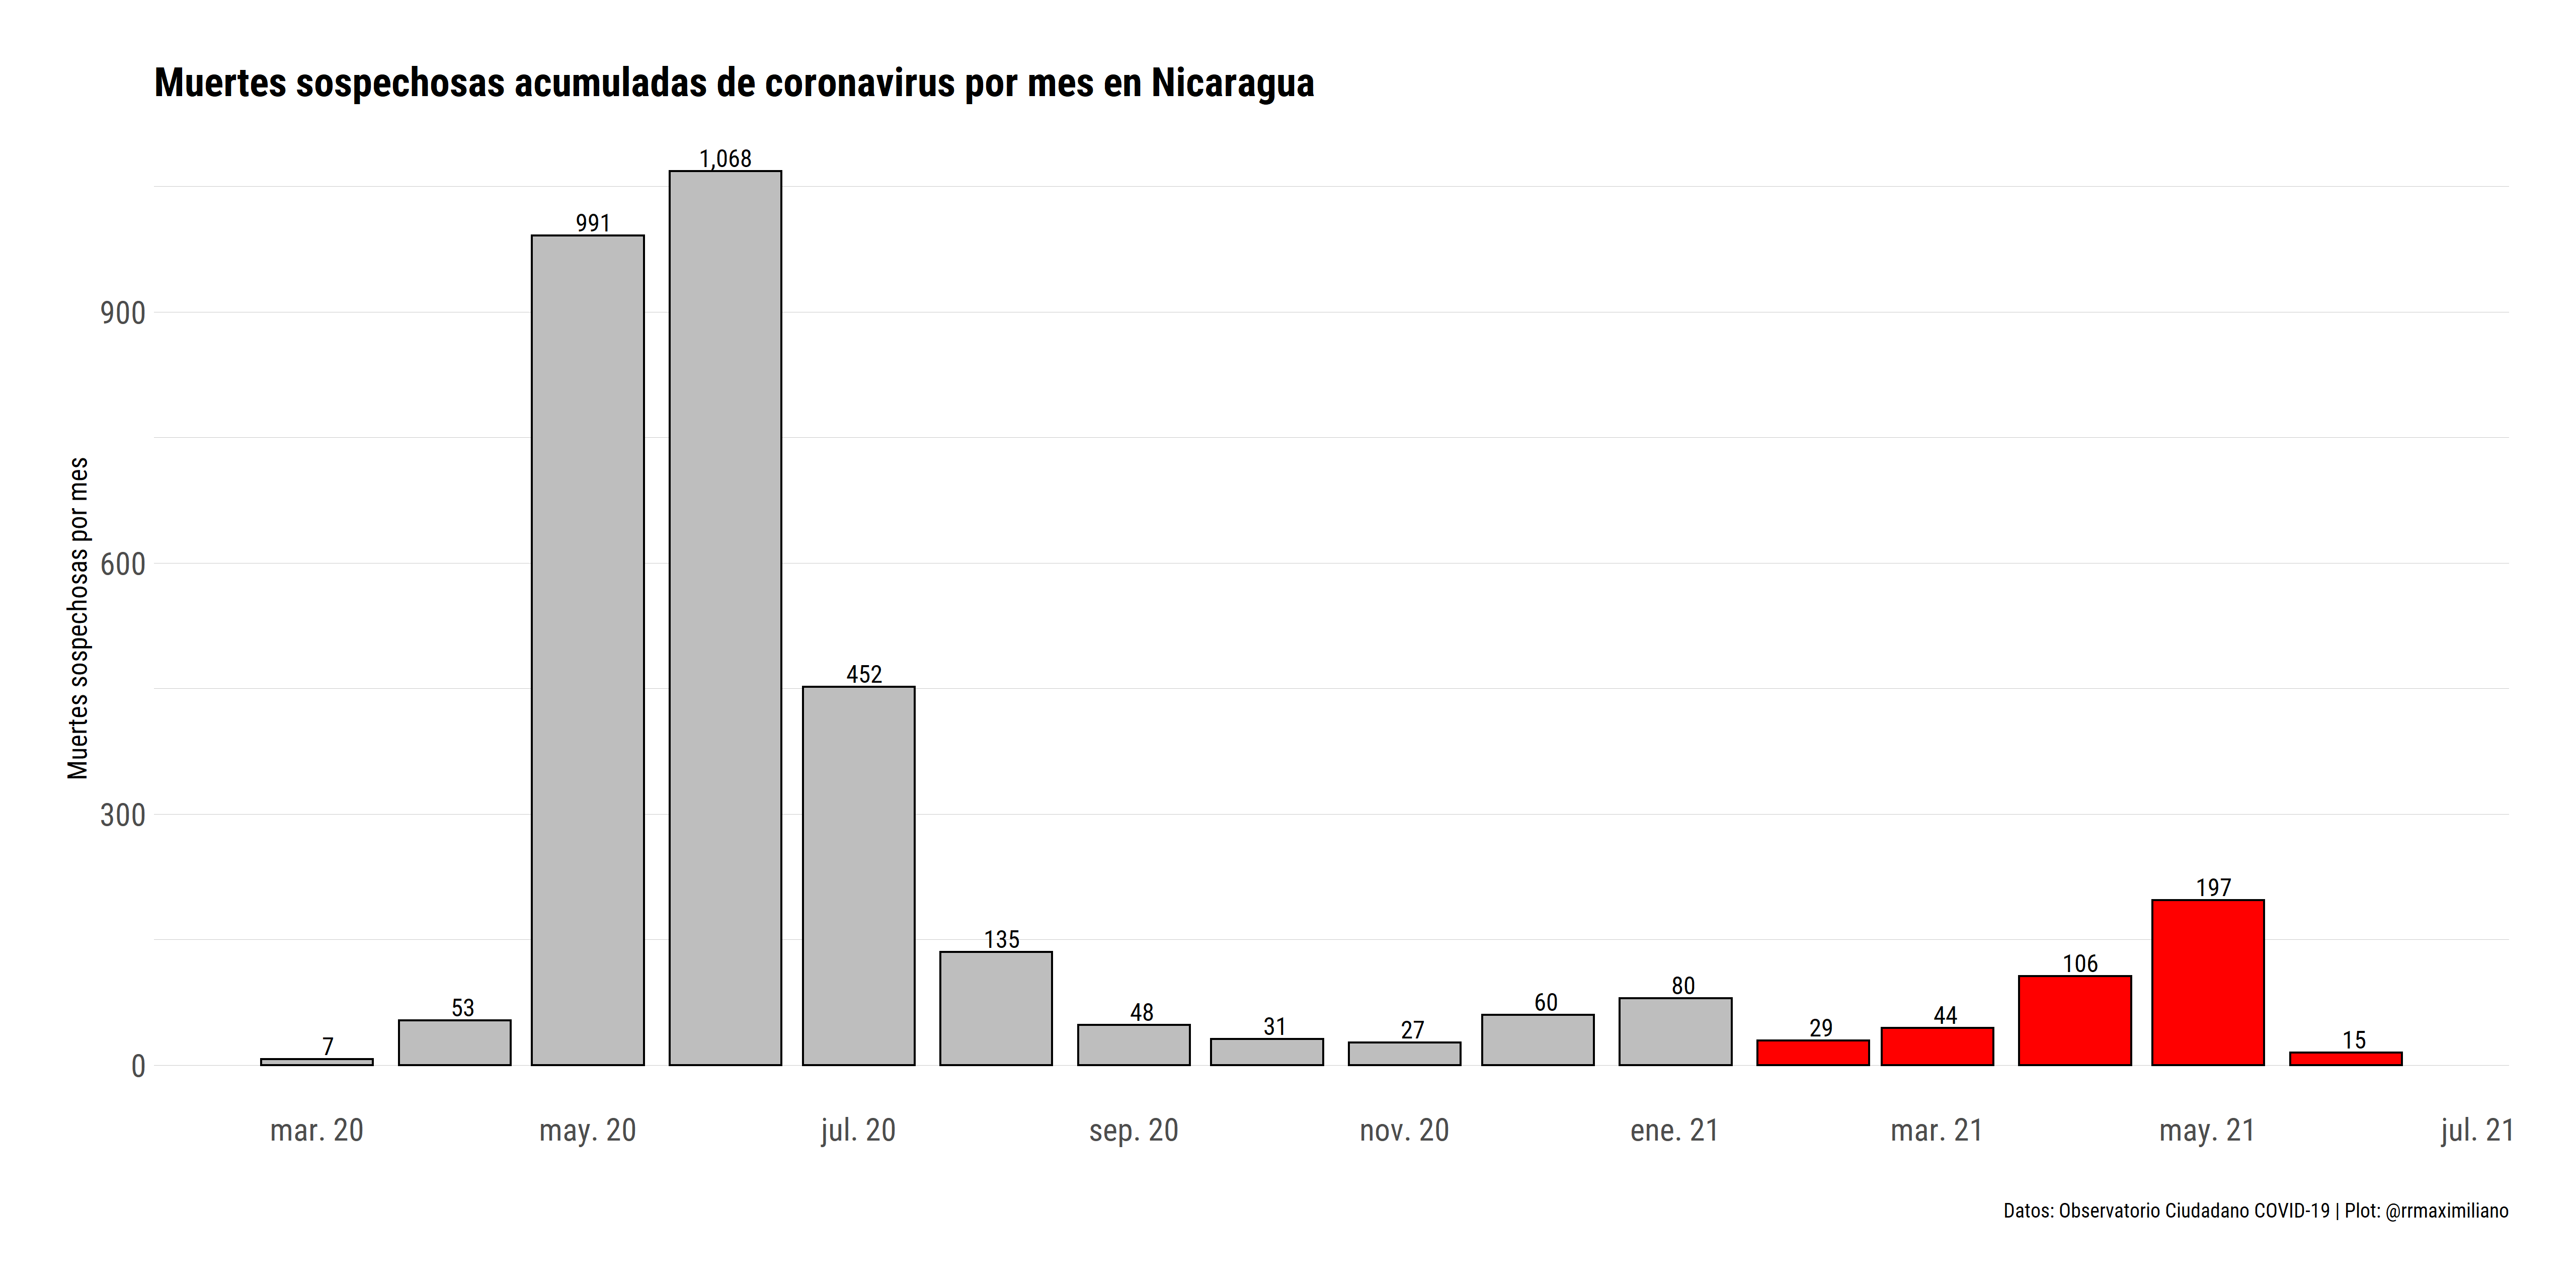 Muertes sospechosas acumuladas de coronavirus por mes en Nicaragua
Muertes sospechosas por mes
900
600
300
0
7
53
991
1,068
452
135
48
31
27
60
80
29
44
106
197
15
mar. 20
may. 20
jul. 20
sep. 20
nov. 20
ene. 21
mar. 21
may. 21
jul. 21
Datos: Observatorio Ciudadano COVID-19 | Plot: @rrmaximiliano